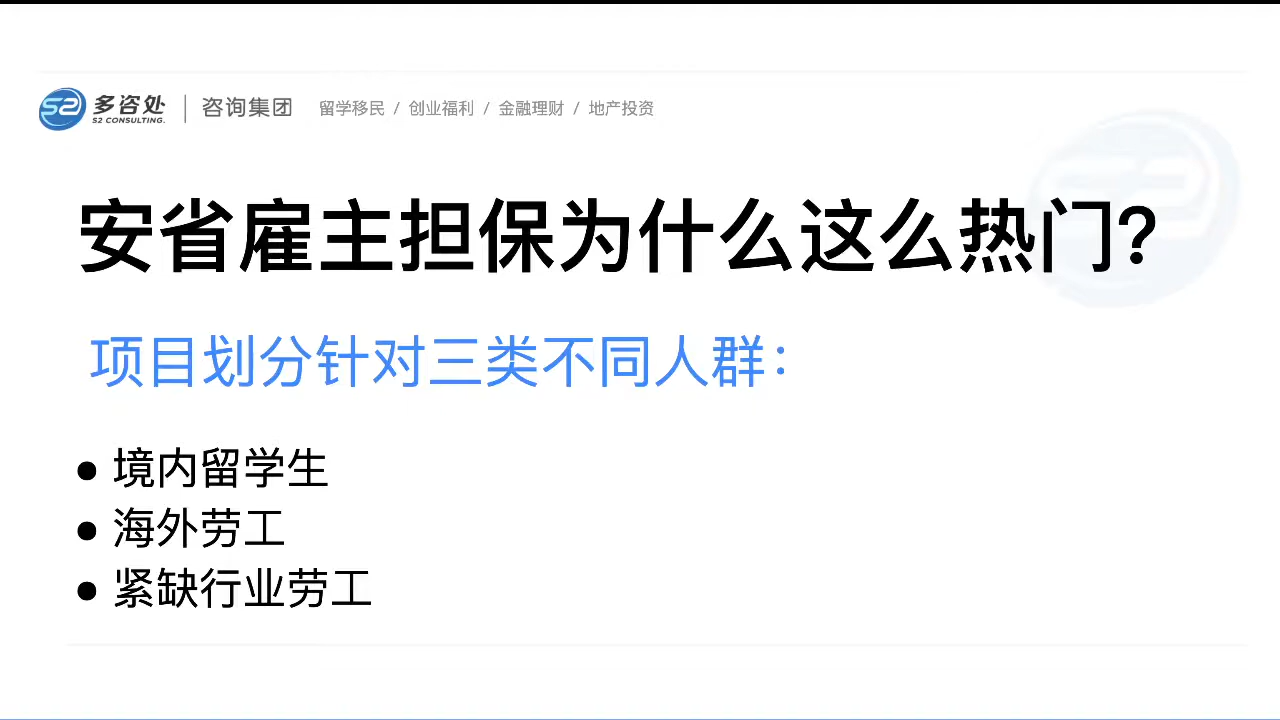 多咨处 咨询集团 留学移民 / 创业福利 / 金融理财 / 地产投资
S2 CONSULTING.
安省雇主担保为什么这么热门?
项目划分针对三类不同人群：
• 境内留学生
• 海外劳工
• 紧缺行业劳工